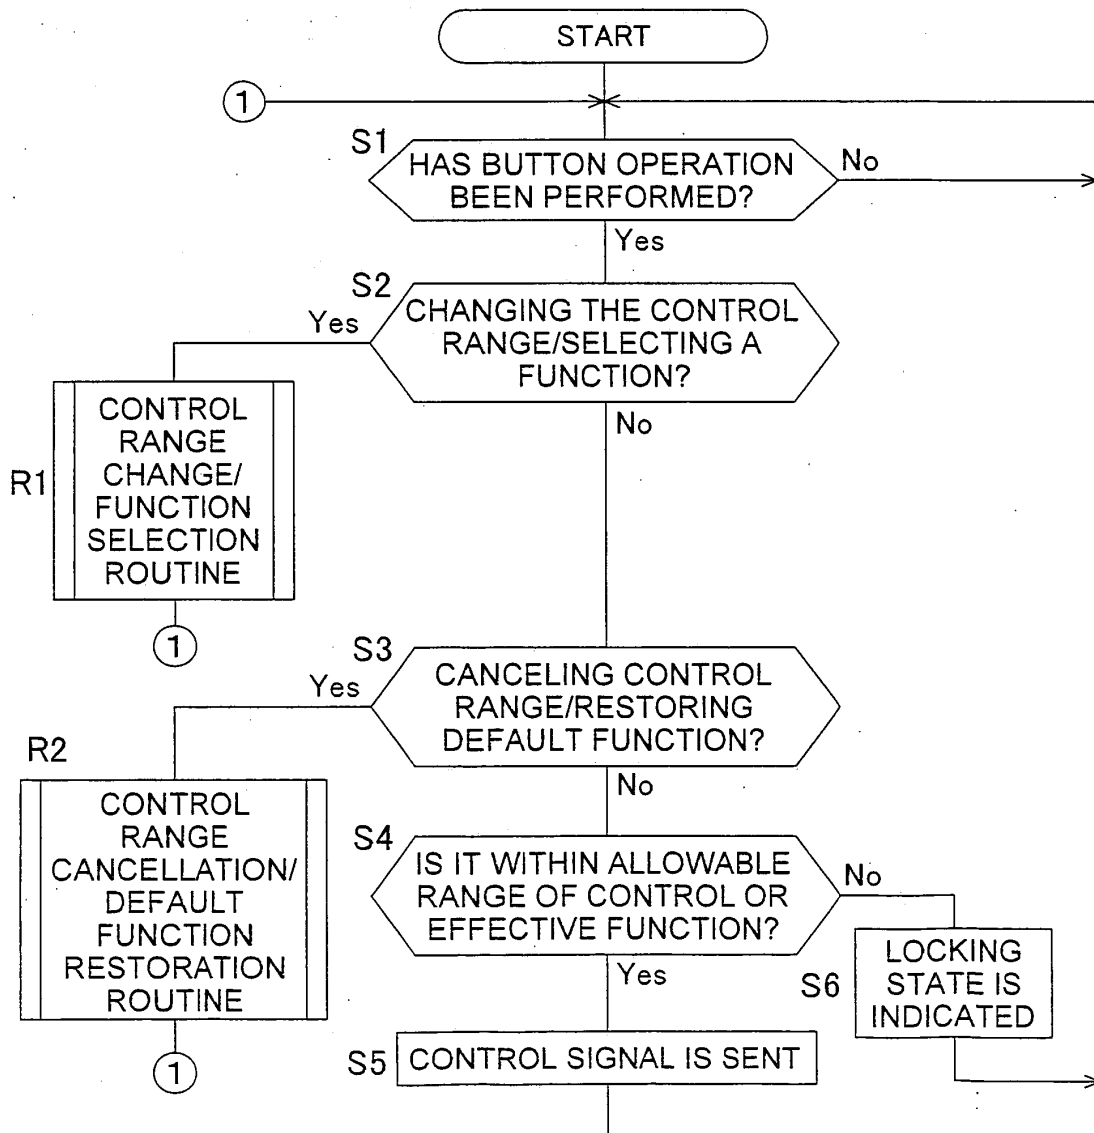 START
1
S1
HAS BUTTON OPERATION
BEEN PERFORMED?
No
Yes
S2
CHANGING THE CONTROL
RANGE/SELECTING A
FUNCTION?
Yes
No
R1
CONTROL
RANGE
CHANGE/
FUNCTION
SELECTION
ROUTINE
1
S3
CANCELING CONTROL
RANGE/RESTORING
DEFAULT FUNCTION?
Yes
No
R2
CONTROL
RANGE
CANCELLATION/
DEFAULT
FUNCTION
RESTORATION
ROUTINE
1
S4
IS IT WITHIN ALLOWABLE
RANGE OF CONTROL OR
EFFECTIVE FUNCTION?
No
Yes
S6
LOCKING
STATE IS
INDICATED
S5
CONTROL SIGNAL IS SENT